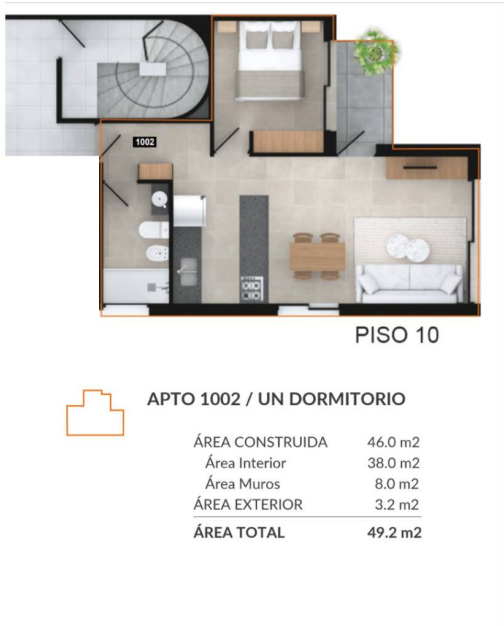 1002
PISO 10
APTO 1002 / UN DORMITORIO
ÁREA CONSTRUIDA 46.0 m2
Área Interior 38.0 m2
Área Muros 8.0 m2
ÁREA EXTERIOR 3.2 m2
ÁREA TOTAL 49.2 m2